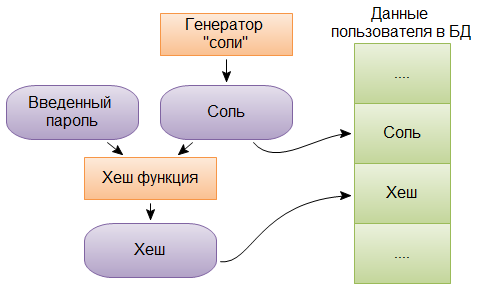 Генератор
"соли"
Данные
пользователя в БД
....
Введенный
пароль
Соль
Соль
Хеш функция
Хеш
Хеш
....